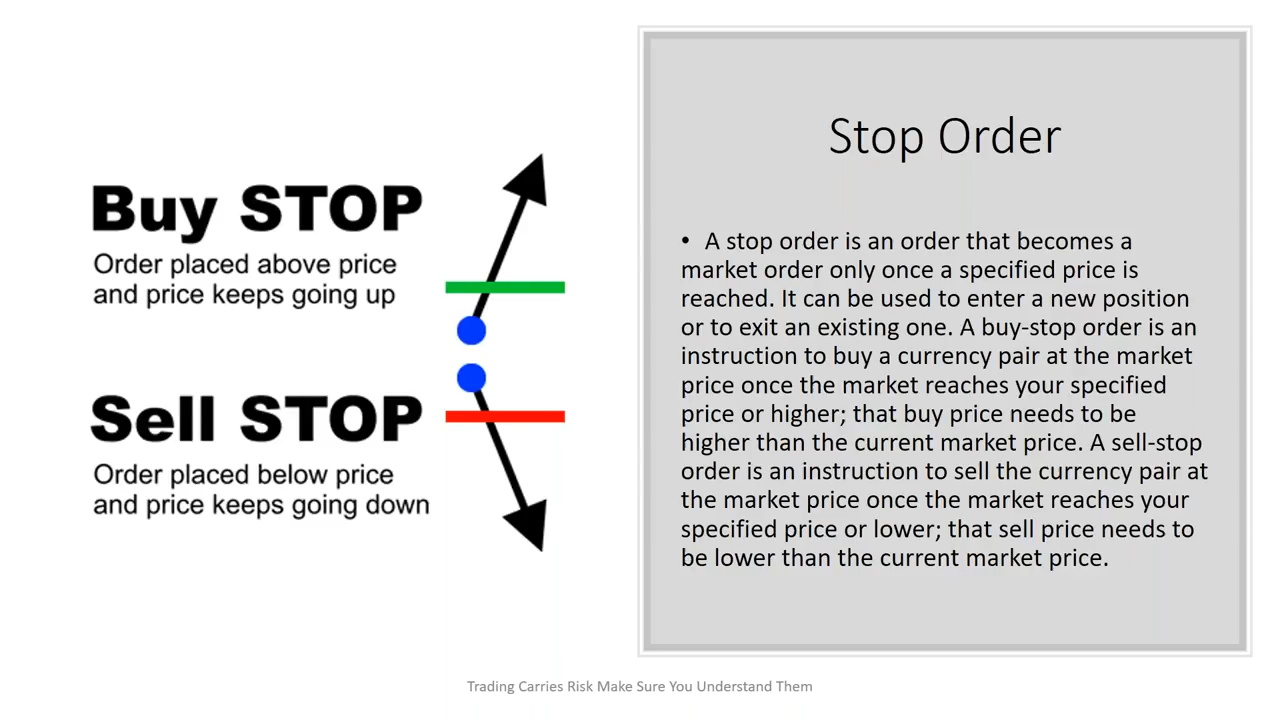 Buy STOP
Order placed above price
and price keeps going up
Sell STOP
Order placed below price
and price keeps going down
Stop Order
• A stop order is an order that becomes a
market order only once a specified price is
reached. It can be used to enter a new position
or to exit an existing one. A buy-stop order is an
instruction to buy a currency pair at the market
price once the market reaches your specified
price or higher; that buy price needs to be
higher than the current market price. A sell-stop
order is an instruction to sell the currency pair at
the market price once the market reaches your
specified price or lower; that sell price needs to
be lower than the current market price.
Trading Carries Risk Make Sure You Understand Them